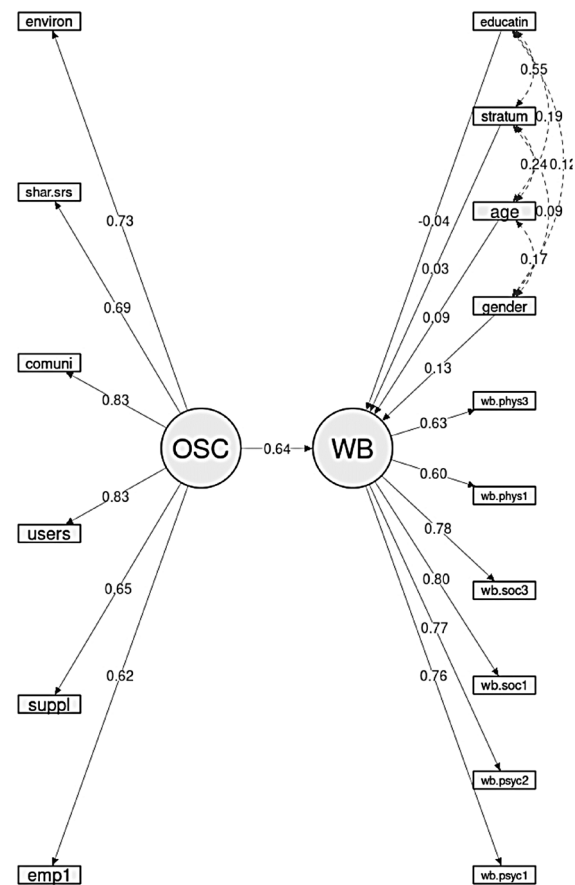 environ
educatin
0.55
stratum
0.19
0.24
0.12
shar.srs
age
0.09
0.73
-0.04
0.17
0.03
gender
0.69
0.09
comuni
0.13
0.83
wb.phys3
0.63
OSC
0.64
WB
0.60
0.83
wb.phys1
users
0.78
0.65
0.80
wb.soc3
0.77
0.62
0.76
wb.soc1
suppl
wb.psyc2
emp1
wb.psyc1